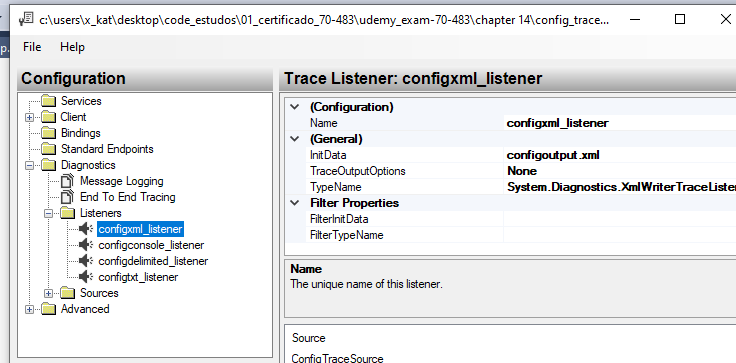 c:\users\x_kat\desktop\code_estudos\01_certificado_70-483\udemy_exam-70-483\chapter 14\config_trace...
File Help
p.
Configuration
Services
Client
Bindings
Standard Endpoints
Diagnostics
Message Logging
End To End Tracing
Listeners
configxml_listener
configconsole_listener
configdelimited_listener
configtxt_listener
Sources
Advanced
Trace Listener: configxml_listener
(Configuration)
Name configxml_listener
(General)
InitData configoutput.xml
TraceOutputOptions None
TypeName System.Diagnostics.XmlWriterTraceListe
Filter Properties
FilterInitData
FilterTypeName
Name
The unique name of this listener.
Source
ConfigTraceSource